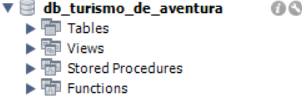 db_turismo_de_aventura
Tables
Views
Stored Procedures
Functions